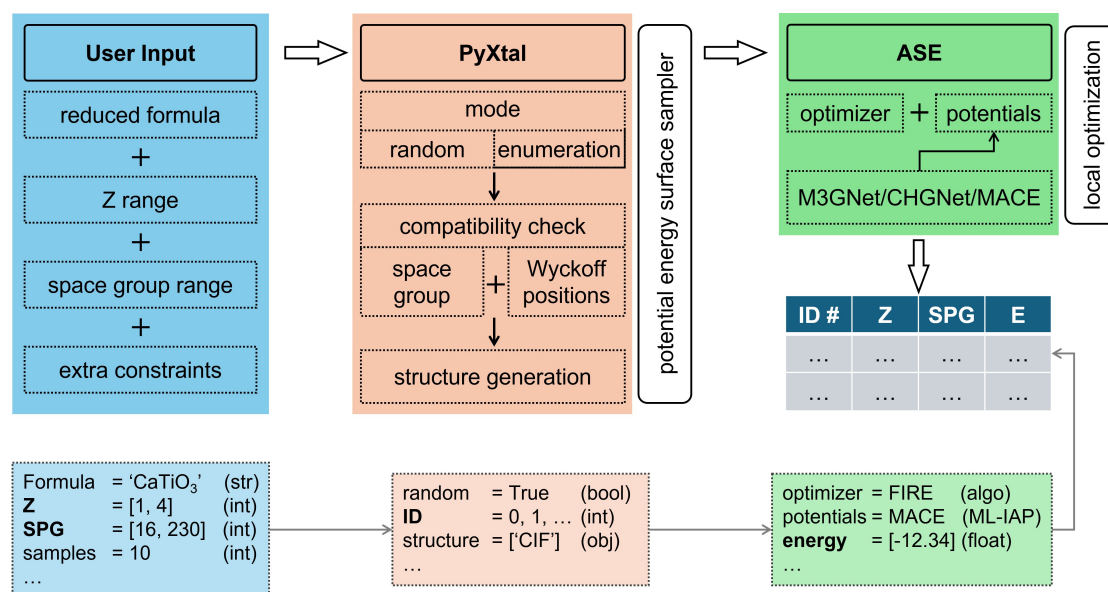 User Input
reduced formula
+
Z range
+
space group range
+
extra constraints
PyXtal
mode
random
enumeration
compatibility check
space
group
+
Wyckoff
positions
structure generation
potential energy surface sampler
ASE
optimizer
+
potentials
M3GNet/CHGNet/MACE
local optimization
ID # Z SPG E
... ... ... ...
... ... ... ...
Formula = ‘CaTiO₃’ (str)
Z = [1, 4] (int)
SPG = [16, 230] (int)
samples = 10 (int)
...
random = True (bool)
ID = 0, 1, ... (int)
structure = [‘CIF’] (obj)
...
optimizer = FIRE (algo)
potentials = MACE (ML-IAP)
energy = [-12.34] (float)
...